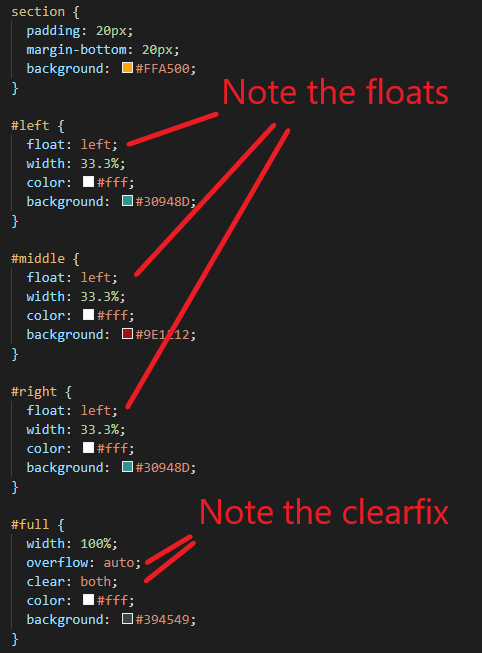 section {
padding: 20px;
margin-bottom: 20px;
background: #FFA500;
}
Note the floats
#left {
float: left;
width: 33.3%;
color: #fff;
background: #30948D;
}
#middle {
float: left;
width: 33.3%;
color: #fff;
background: #9E1212;
}
#right {
float: left;
width: 33.3%;
color: #fff;
background: #30948D;
}
Note the clearfix
#full {
width: 100%;
overflow: auto;
clear: both;
color: #fff;
background: #394549;
}